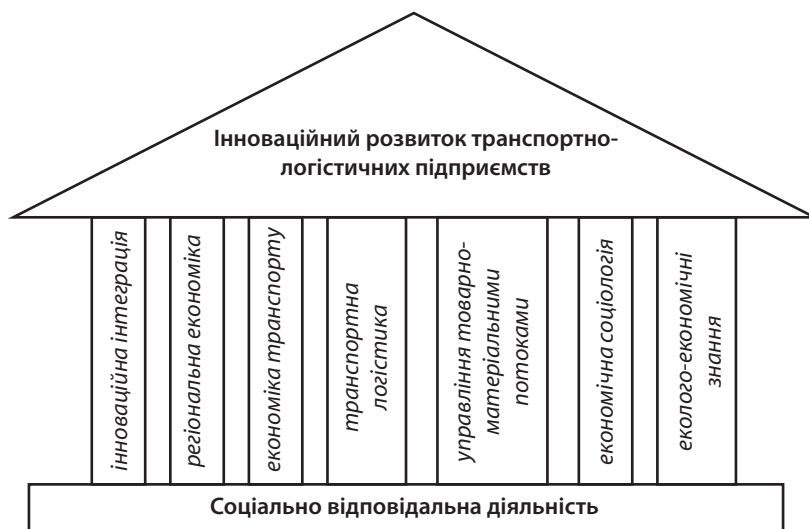 Інноваційний розвиток транспортно-
логістичних підприємств
інноваційна інтеграція
регіональна економіка
економіка транспорту
транспортна
логістика
управління товарно-
матеріальними
потоками
економічна соціологія
еколого-економічні
знання
Соціально відповідальна діяльність